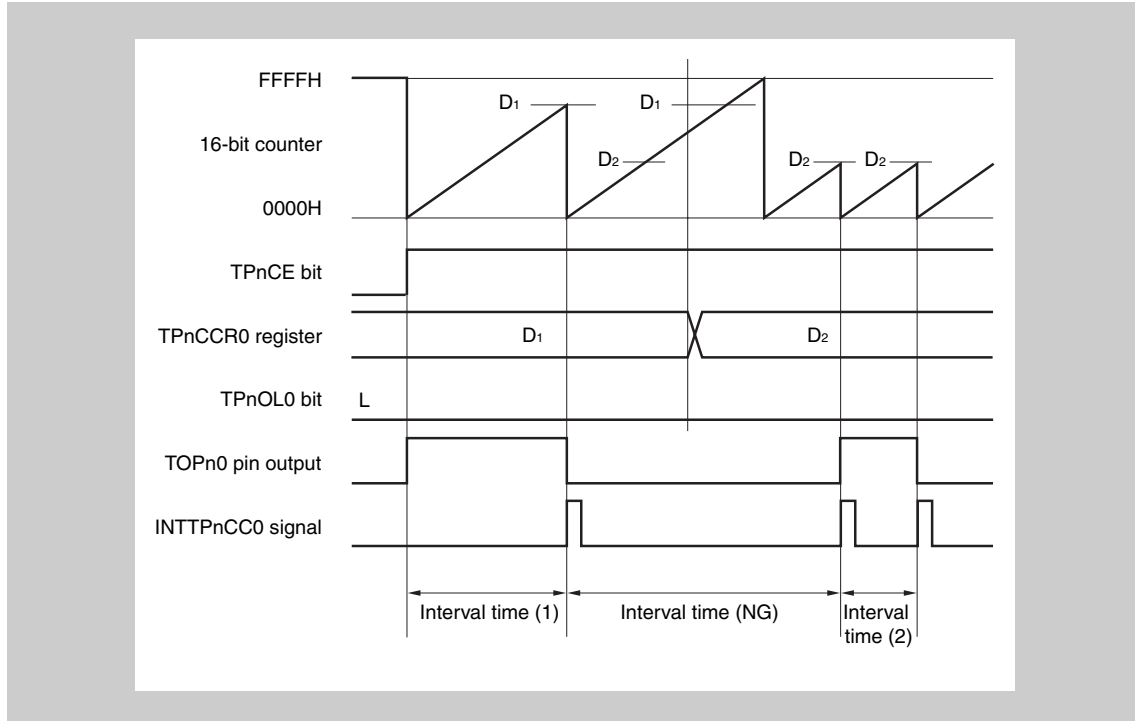 FFFFH
D1
D1
16-bit counter
D2
D2
D2
0000H
TPnCE bit
TPnCCR0 register
D1
D2
TPnOL0 bit
L
TOPn0 pin output
INTTPnCC0 signal
Interval time (1)
Interval time (NG)
Interval
time (2)